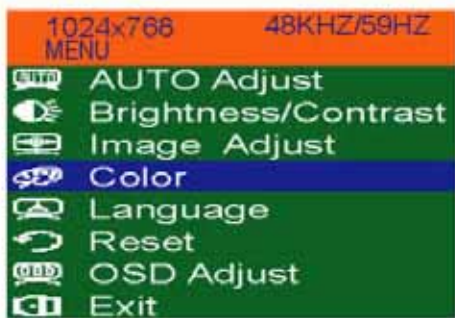 1024x768 48KHZ/59HZ
MENU
AUTO Adjust
Brightness/Contrast
Image Adjust
Color
Language
Reset
OSD Adjust
Exit